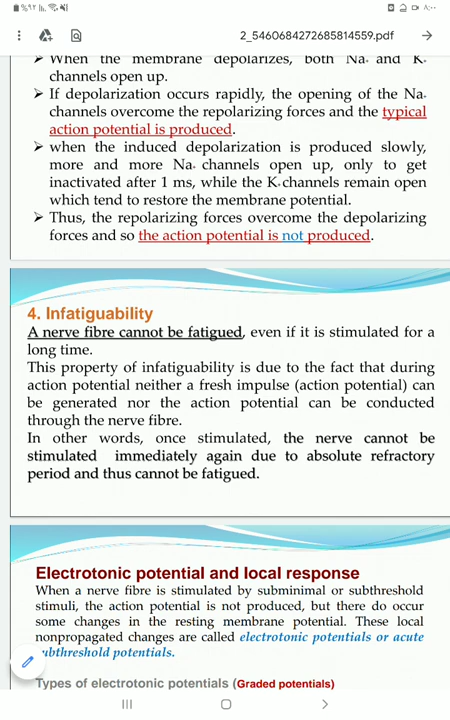 %٩٢
٨:٠٠
2_5460684272685814559.pdf
➤ When the membrane depolarizes, both Na+ and K+
channels open up.
➤ If depolarization occurs rapidly, the opening of the Na+
channels overcome the repolarizing forces and the typical
action potential is produced.
➤ when the induced depolarization is produced slowly,
more and more Na+ channels open up, only to get
inactivated after 1 ms, while the K+channels remain open
which tend to restore the membrane potential.
➤ Thus, the repolarizing forces overcome the depolarizing
forces and so the action potential is not produced.
4. Infatiguability
A nerve fibre cannot be fatigued, even if it is stimulated for a
long time.
This property of infatiguability is due to the fact that during
action potential neither a fresh impulse (action potential) can
be generated nor the action potential can be conducted
through the nerve fibre.
In other words, once stimulated, the nerve cannot be
stimulated immediately again due to absolute refractory
period and thus cannot be fatigued.
Electrotonic potential and local response
When a nerve fibre is stimulated by subminimal or subthreshold
stimuli, the action potential is not produced, but there do occur
some changes in the resting membrane potential. These local
nonpropagated changes are called electrotonic potentials or acute
ubthreshold potentials.
Types of electrotonic potentials (Graded potentials)